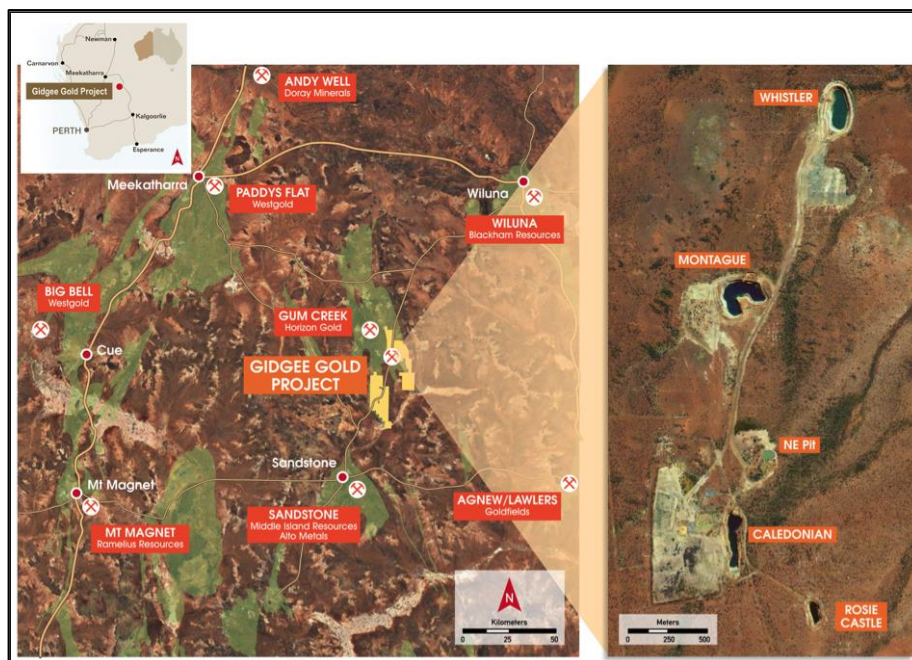 Newman
Carnarvon
Meekatharra
Gidgee Gold Project
Kalgoorlie
PERTH
Esperance
N
ANDY WELL
Doray Minerals
Meekatharra
PADDYS FLAT
Westgold
Wiluna
WILUNA
Blackham Resources
BIG BELL
Westgold
GUM CREEK
Horizon Gold
Cue
GIDGEE GOLD
PROJECT
Sandstone
Mt Magnet
MT MAGNET
Ramelius Resources
SANDSTONE
Middle Island Resources
Alto Metals
AGNEW/LAWLERS
Goldfields
N
Kilometers
0 25 50
WHISTLER
MONTAGUE
NE Pit
CALEDONIAN
ROSIE
CASTLE
Meters
0 250 500